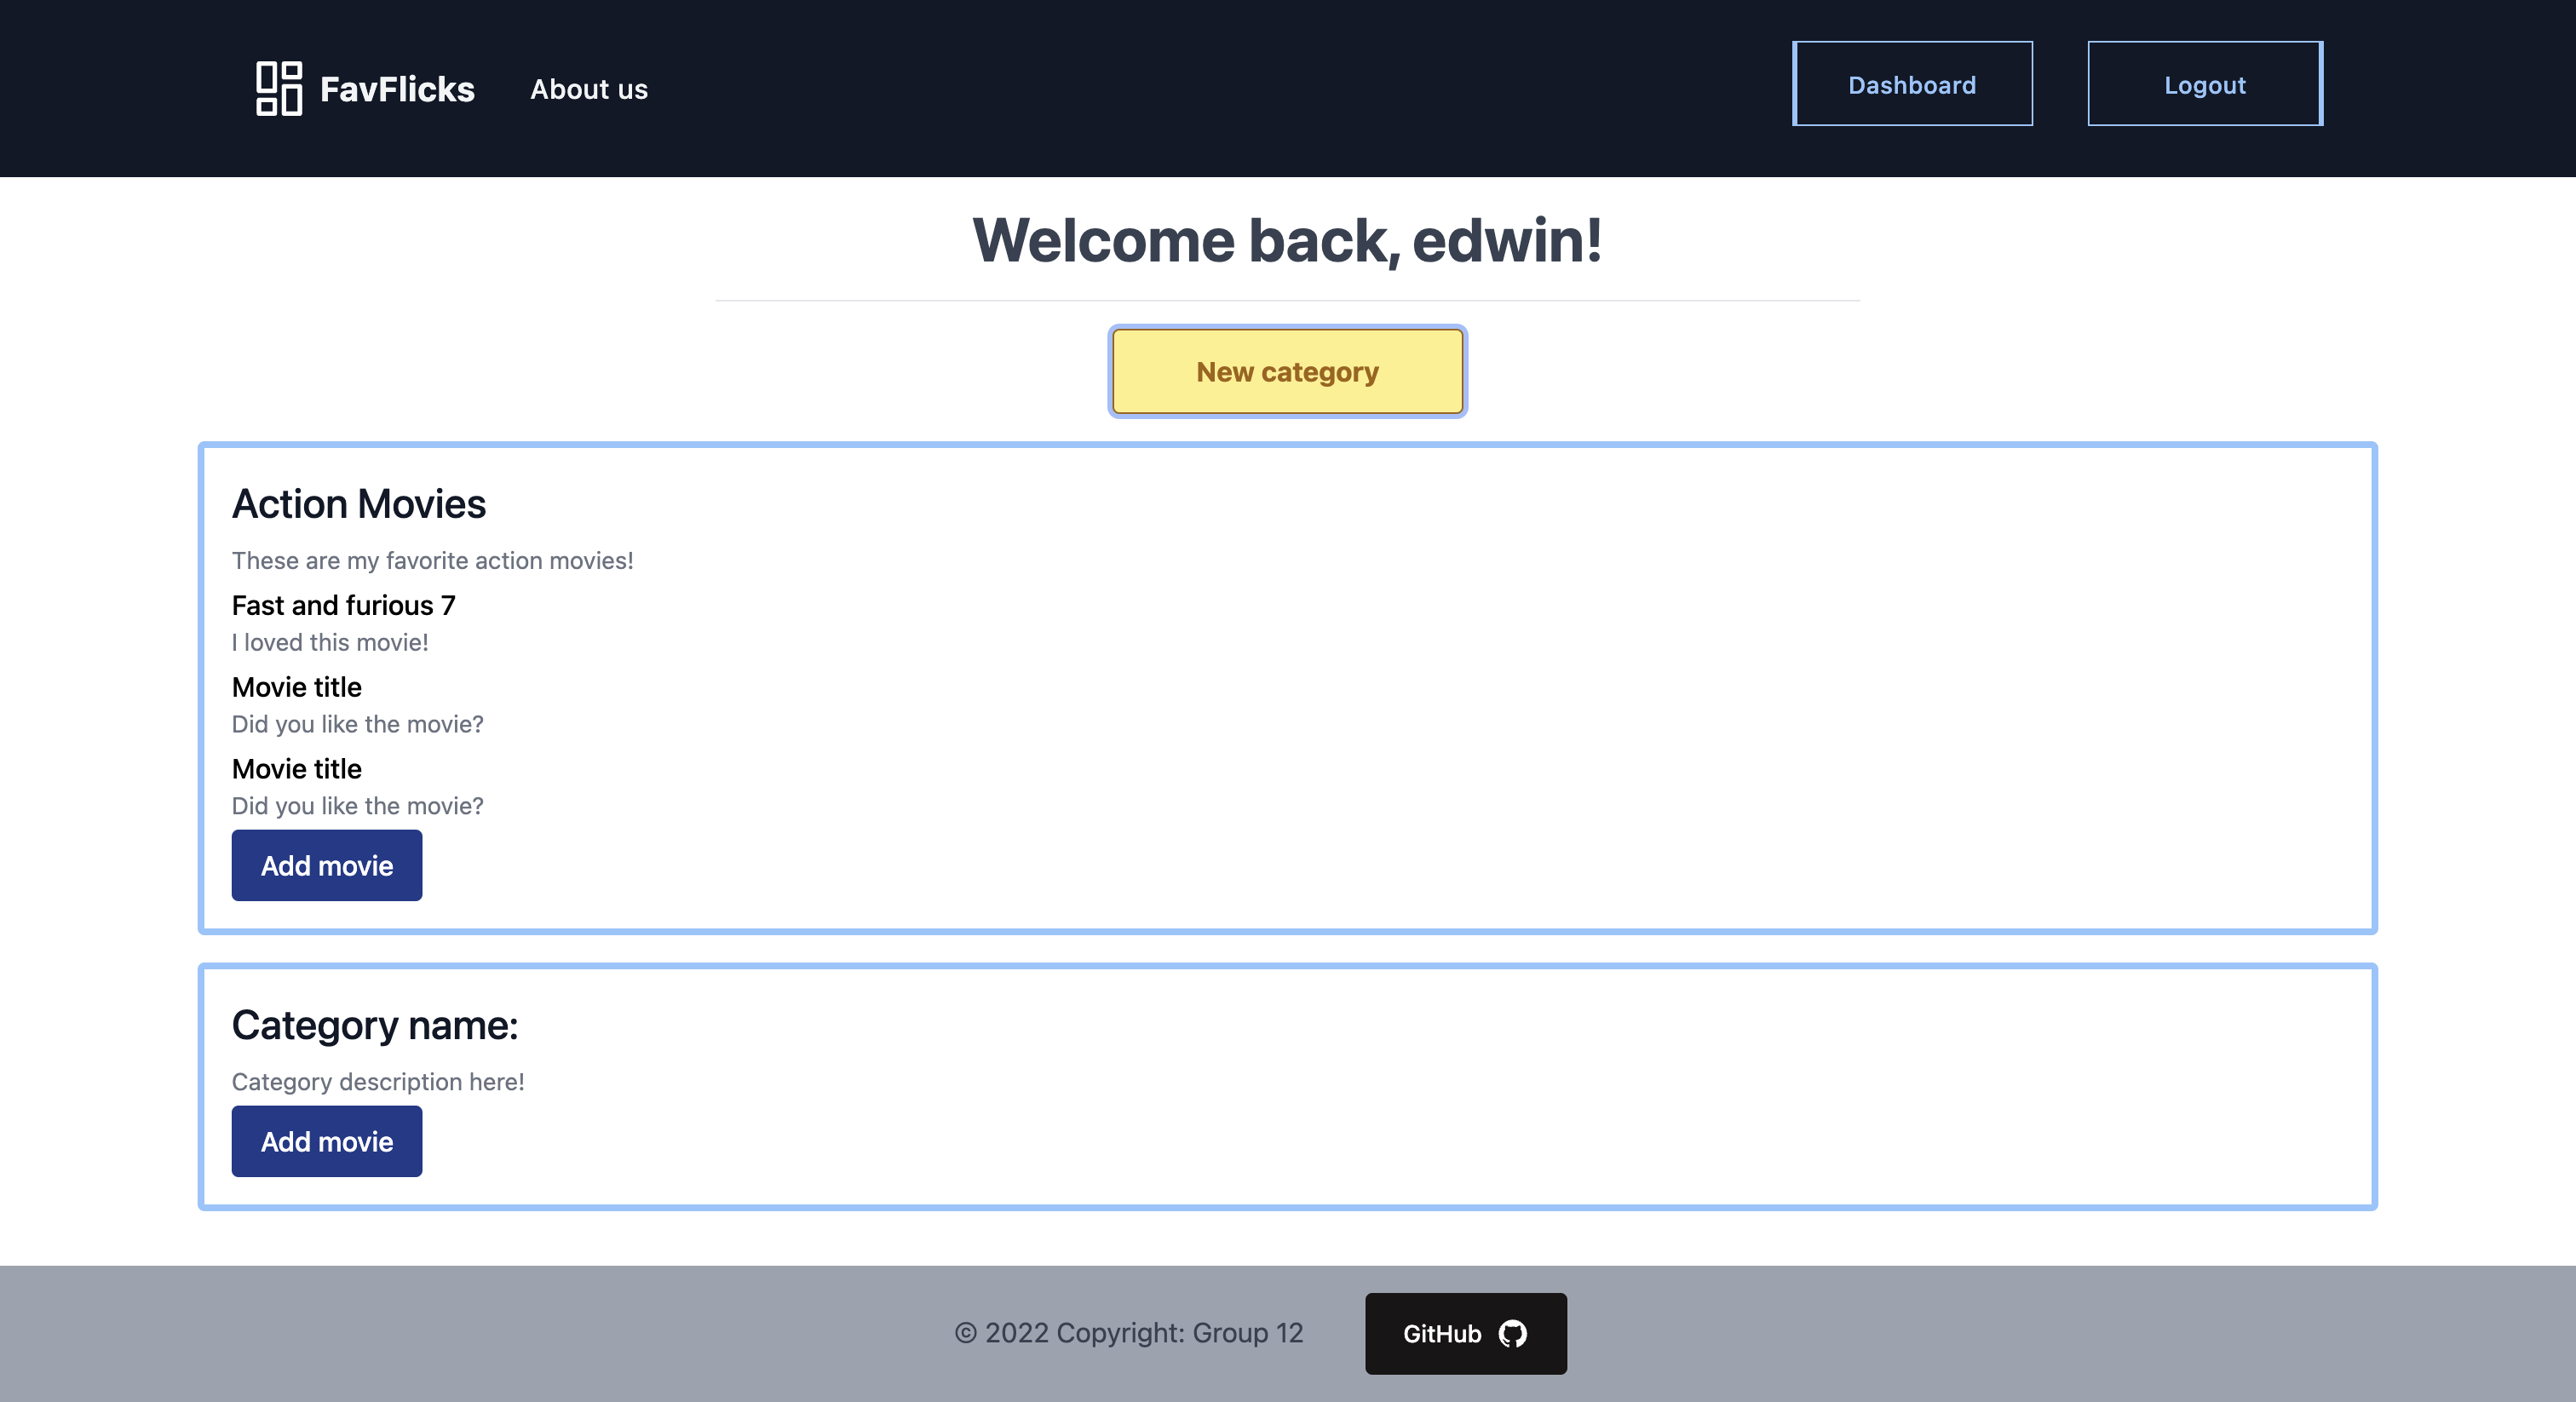 FavFlicks
About us
Dashboard
Logout
Welcome back, edwin!
New category
Action Movies
These are my favorite action movies!
Fast and furious 7
I loved this movie!
Movie title
Did you like the movie?
Movie title
Did you like the movie?
Add movie
Category name:
Category description here!
Add movie
© 2022 Copyright: Group 12
GitHub